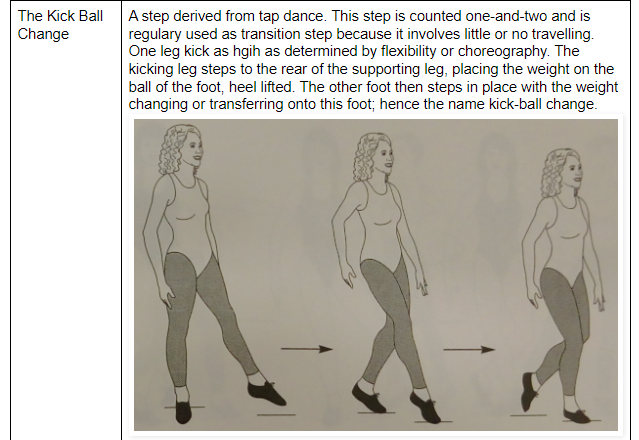 The Kick Ball
Change
A step derived from tap dance. This step is counted one-and-two and is
regulary used as transition step because it involves little or no travelling.
One leg kick as hgih as determined by flexibility or choreography. The
kicking leg steps to the rear of the supporting leg, placing the weight on the
ball of the foot, heel lifted. The other foot then steps in place with the weight
changing or transferring onto this foot; hence the name kick-ball change.